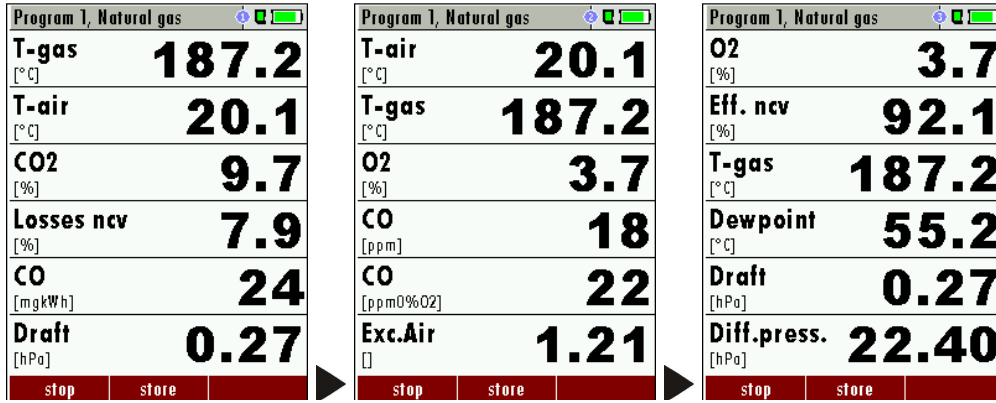 Program 1, Natural gas 1
T-gas 187.2
[°C]
T-air 20.1
[°C]
CO2 9.7
[%]
Losses ncv 7.9
[%]
CO 24
[mgkWh]
Draft 0.27
[hPa]
stop store
Program 1, Natural gas 2
T-air 20.1
[°C]
T-gas 187.2
[°C]
O2 3.7
[%]
CO 18
[ppm]
CO 22
[ppm0%O2]
Exc.Air 1.21
[]
stop store
Program 1, Natural gas 3
O2 3.7
[%]
Eff. ncv 92.1
[%]
T-gas 187.2
[°C]
Dewpoint 55.2
[°C]
Draft 0.27
[hPa]
Diff.press. 22.40
[hPa]
stop store